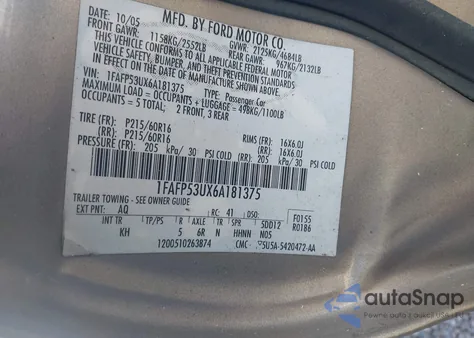 MFD. BY FORD MOTOR CO.
10/05
FRONT GAWR: 1158KG/2552LB GVWR: 2125KG/4684LB
REAR GAWR: 967KG/2132LB
THIS VEHICLE CONFORMS TO ALL APPLICABLE FEDERAL MOTOR
VEHICLE SAFETY, BUMPER, AND THEFT PREVENTION STANDARDS IN
EFFECT ON THE DATE OF MANUFACTURE SHOWN ABOVE.
VIN: 1FAFP53UX6A181375 TYPE: Passenger Car
MAXIMUM LOAD = OCCUPANTS + LUGGAGE = 498KG/1100LB
OCCUPANTS = 5 TOTAL: 2 FRONT, 3 REAR
TIRE (FR): P215/60R16 RIMS (FR): 16X6.0J
(RR): P215/60R16 (RR): 16X6.0J
PRESSURE (FR): 205 kPA/ 30 PSI COLD (RR) 205 kPA/ 30 PSI COLD
1FAFP53UX6A181375
TRAILER TOWING - SEE OWNER GUIDE
EXT PNT: AQ RC: 41 DSO: F0155
R0186
INT TR TP/PS R AXLE TR SPR SDD12
KH 5 6R N HHNN N05
1200510263874 CMC 5U5A-5420472-AA
autoSnap